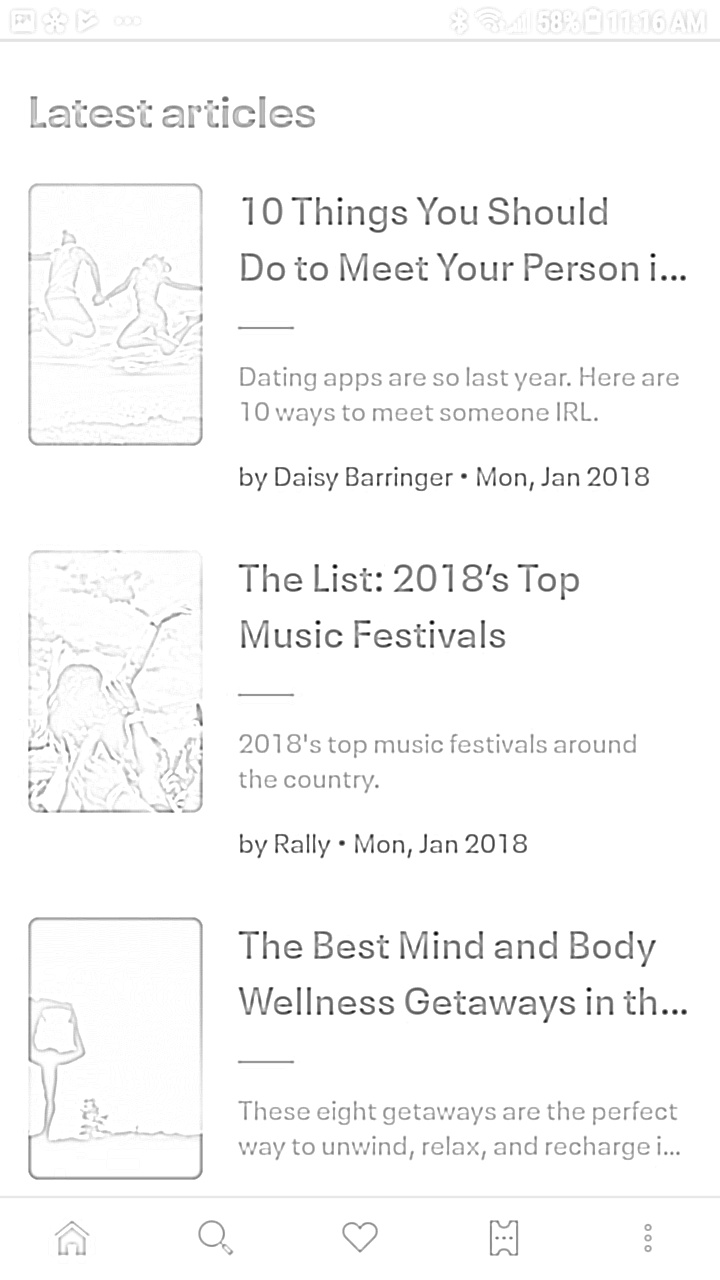 58% 11:16 AM
Latest articles
10 Things You Should
Do to Meet Your Person i...
Dating apps are so last year. Here are
10 ways to meet someone IRL.
by Daisy Barringer • Mon, Jan 2018
The List: 2018’s Top
Music Festivals
2018's top music festivals around
the country.
by Rally • Mon, Jan 2018
The Best Mind and Body
Wellness Getaways in th...
These eight getaways are the perfect
way to unwind, relax, and recharge i...